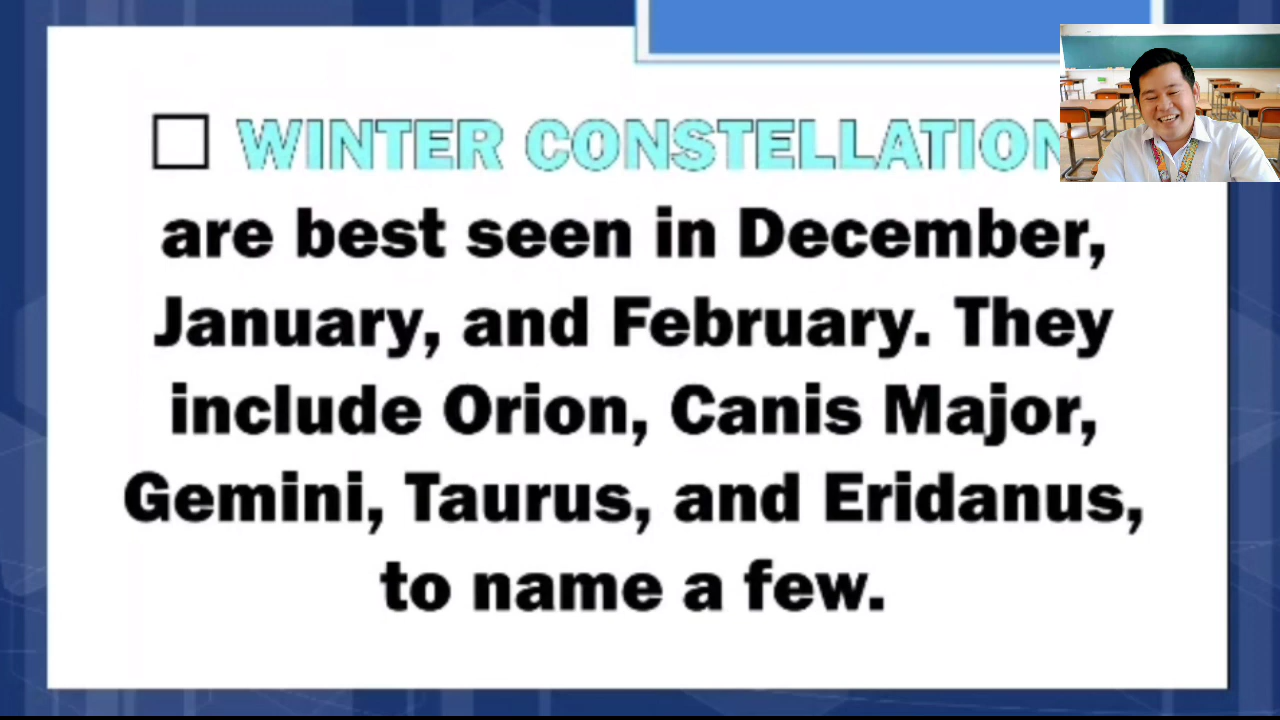 WINTER CONSTELLATION
are best seen in December,
January, and February. They
include Orion, Canis Major,
Gemini, Taurus, and Eridanus,
to name a few.